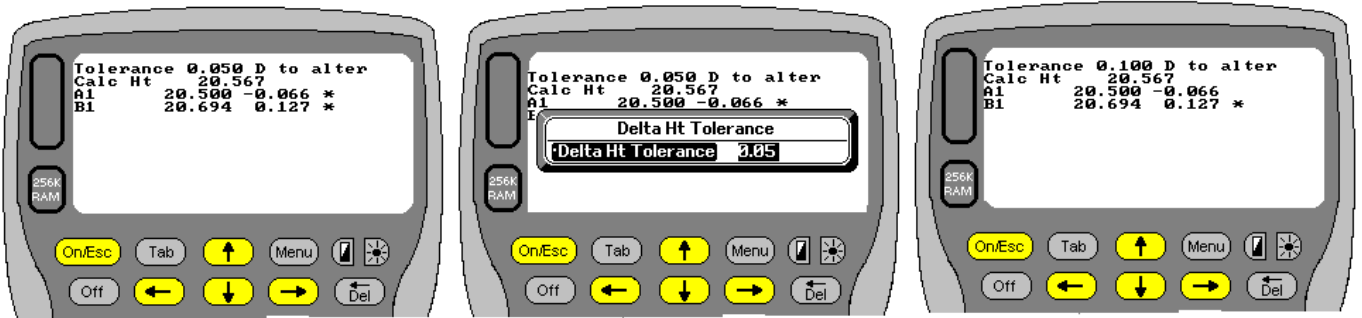 Tolerance 0.050 D to alter
Calc Ht 20.567
A1 20.500 -0.066 *
B1 20.694 0.127 *
256K
RAM
On/Esc Tab Menu
Off Del
Tolerance 0.050 D to alter
Calc Ht 20.567
A1 20.500 -0.066 *
Delta Ht Tolerance
Delta Ht Tolerance 0.05
256K
RAM
On/Esc Tab Menu
Off Del
Tolerance 0.100 D to alter
Calc Ht 20.567
A1 20.500 -0.066
B1 20.694 0.127 *
256K
RAM
On/Esc Tab Menu
Off Del